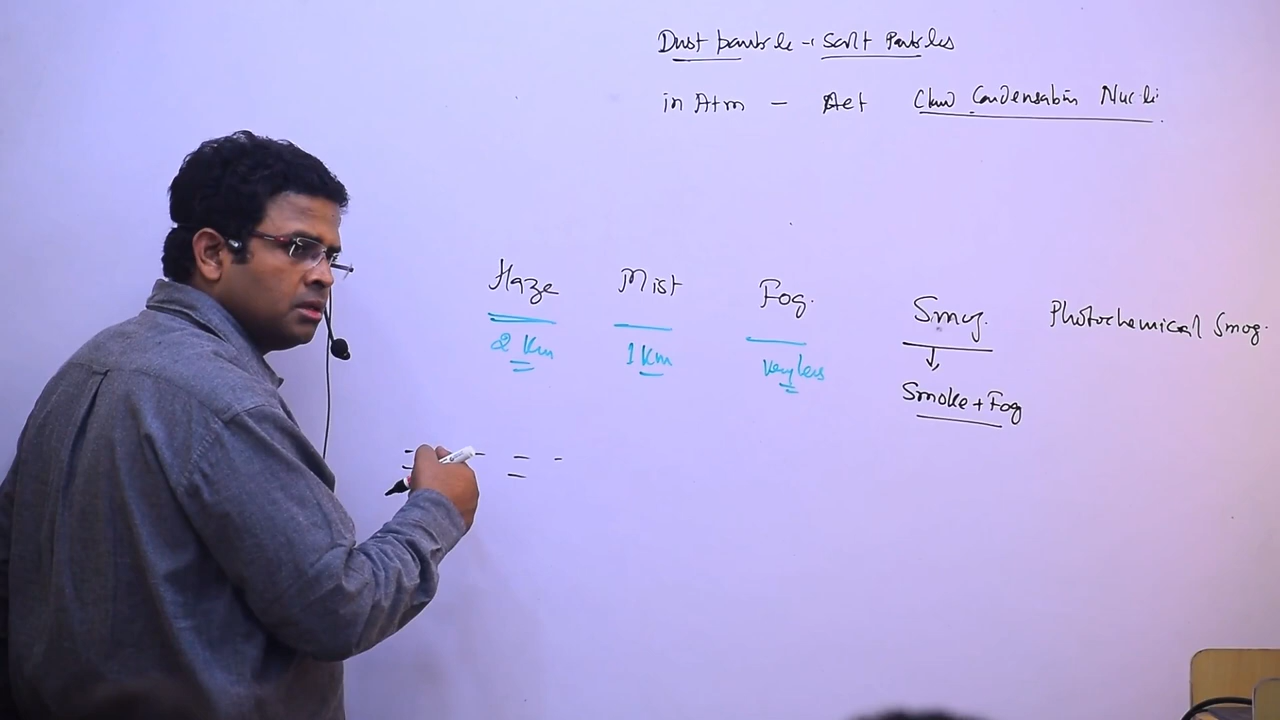 Dust particle - Salt Particles
in Atm - Act Cloud Condensation Nuclei
Haze Mist Fog. Smog. Photochemical Smog.
2 Km 1 Km Very less
Smoke + Fog